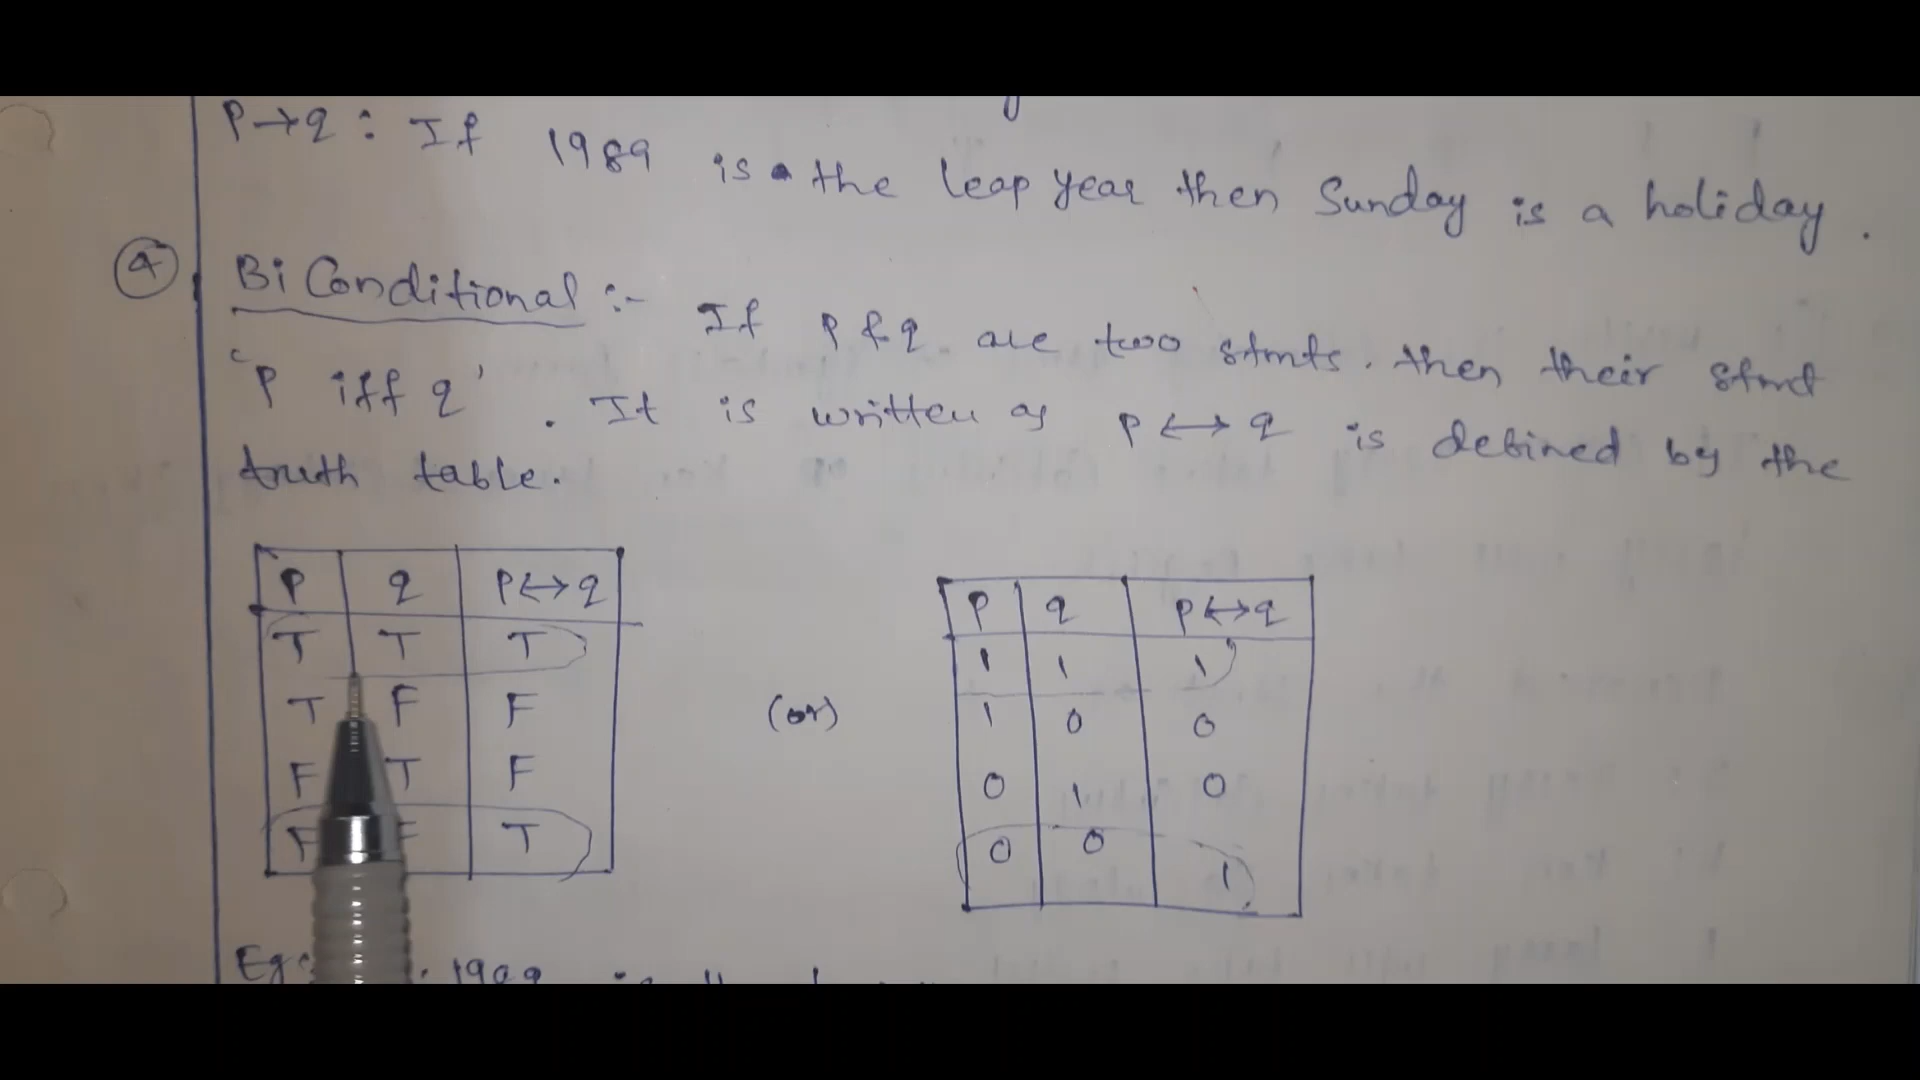 P→q : If 1989 is the leap year then Sunday is a holiday.
④ Bi Conditional :- If P & q are two stmts. then their stmt
'P iff q'. It is written as P ↔ q is defined by the
truth table.
P q P↔q
T T T
T F F
F T F
F F T
(or)
P q P↔q
1 1 1
1 0 0
0 1 0
0 0 1
Eg: